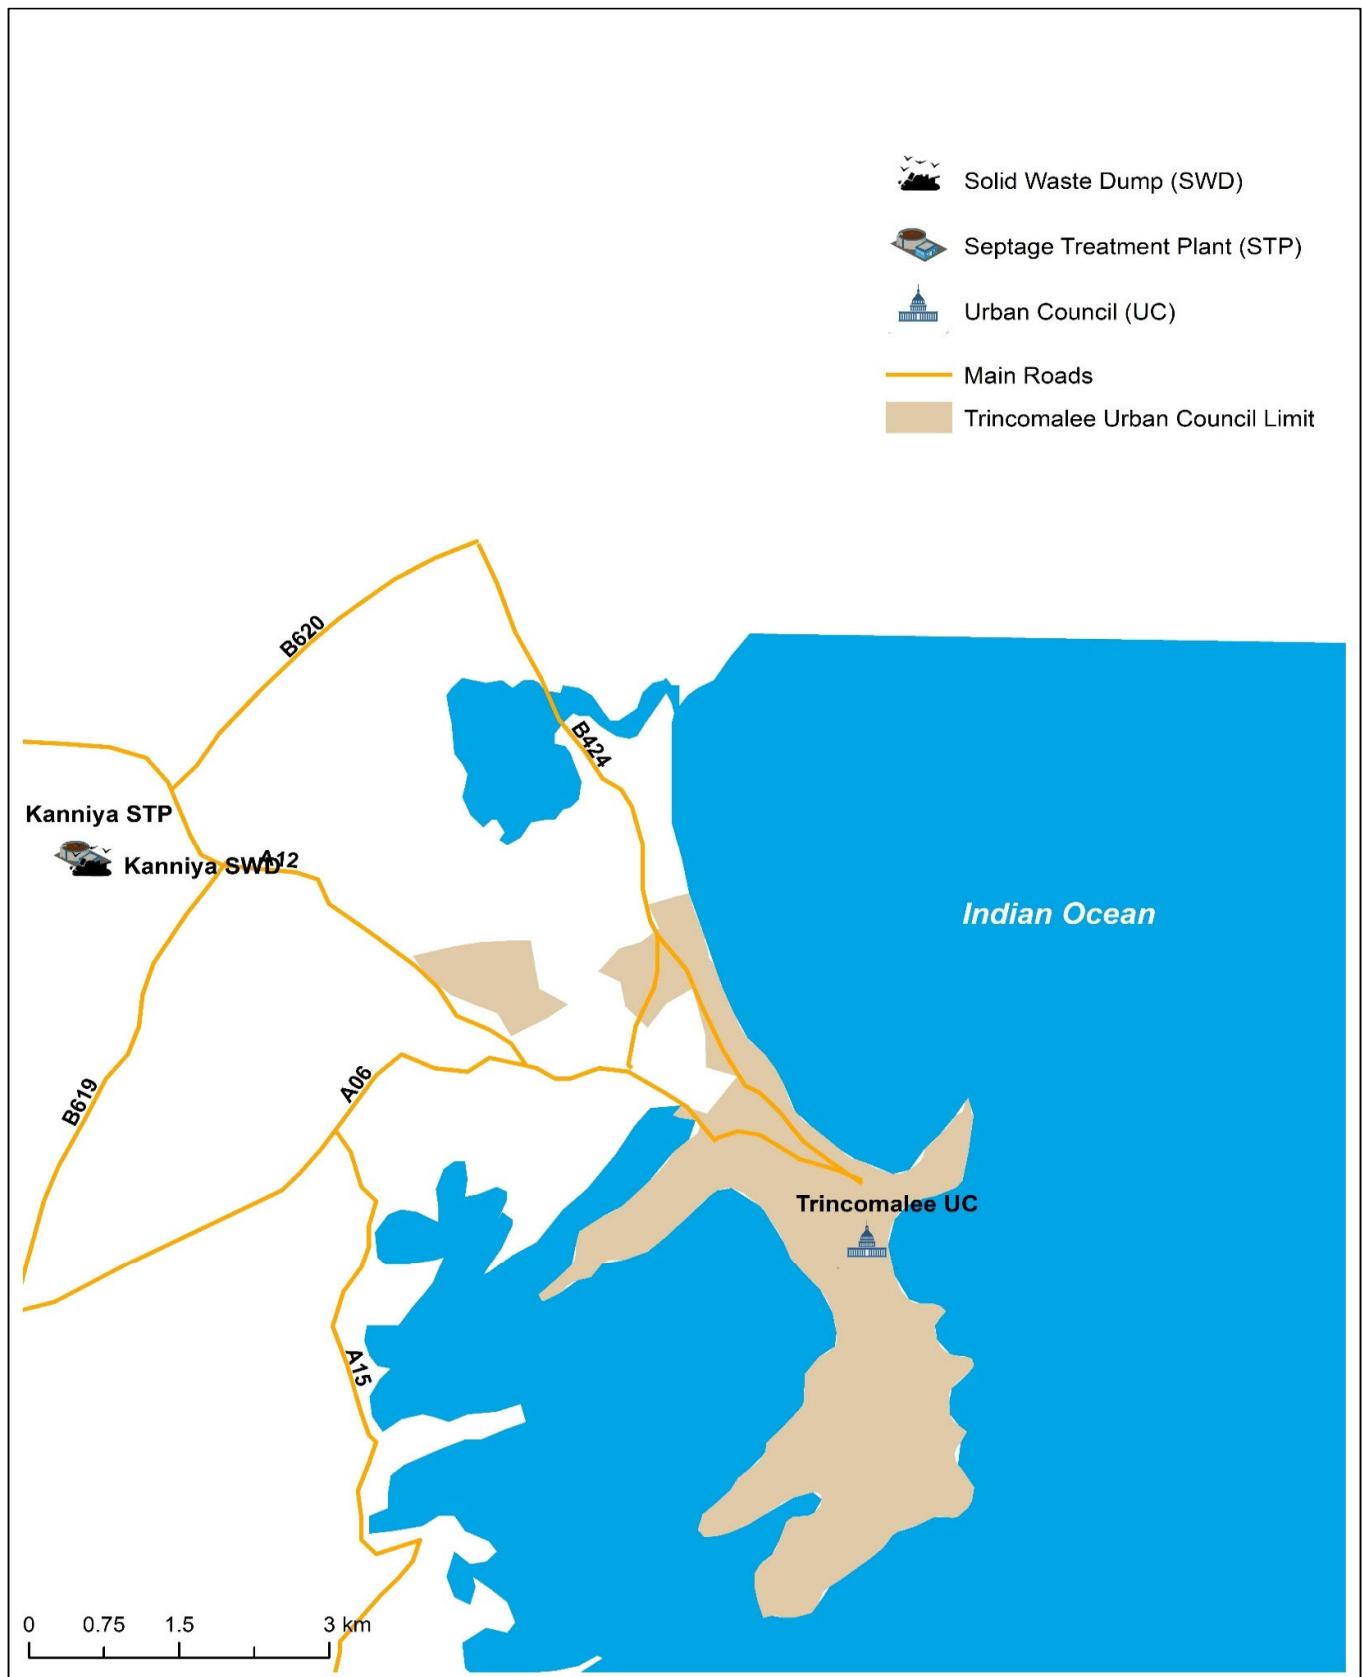 Solid Waste Dump (SWD)
Septage Treatment Plant (STP)
Urban Council (UC)
Main Roads
Trincomalee Urban Council Limit
B620
B424
Kanniya STP
Kanniya SWD
A12
Indian Ocean
B619
A06
Trincomalee UC
A15
0 0.75 1.5 3 km